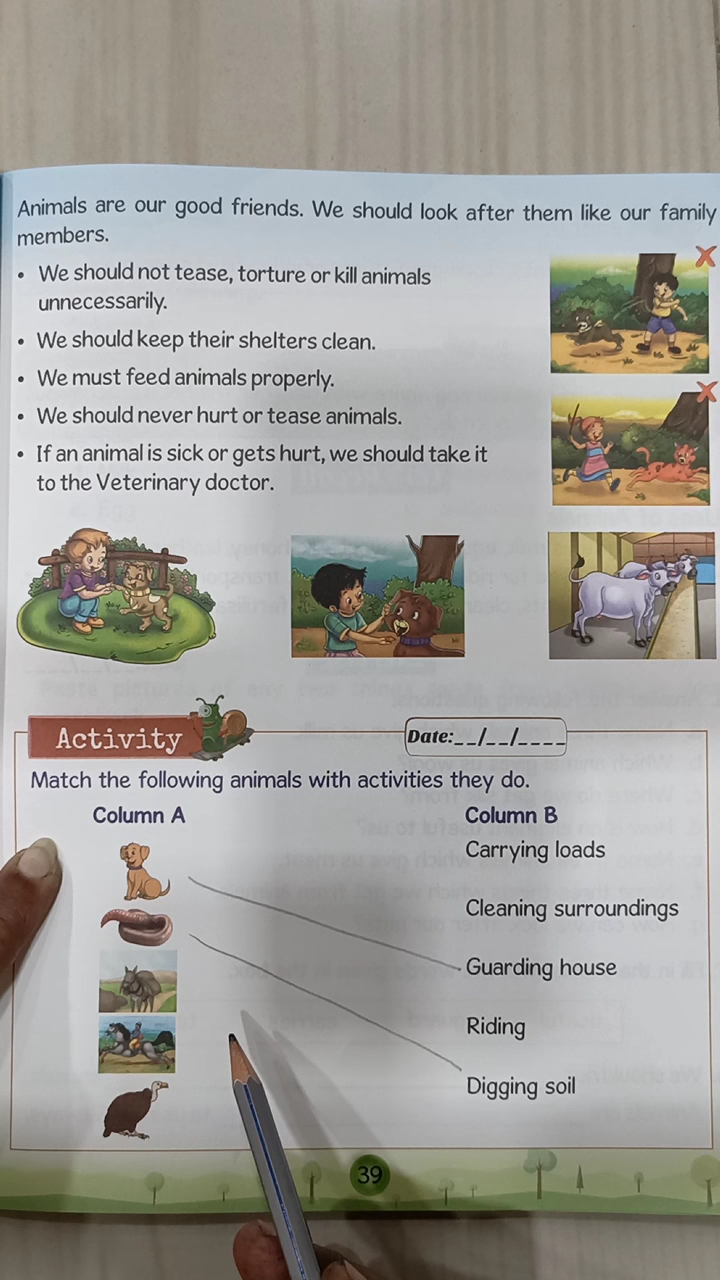 Animals are our good friends. We should look after them like our family
members.
• We should not tease, torture or kill animals
unnecessarily.
• We should keep their shelters clean.
• We must feed animals properly.
• We should never hurt or tease animals.
• If an animal is sick or gets hurt, we should take it
to the Veterinary doctor.
Activity
Date:__/__/____
Match the following animals with activities they do.
Column A
Column B
Carrying loads
Cleaning surroundings
Guarding house
Riding
Digging soil
39